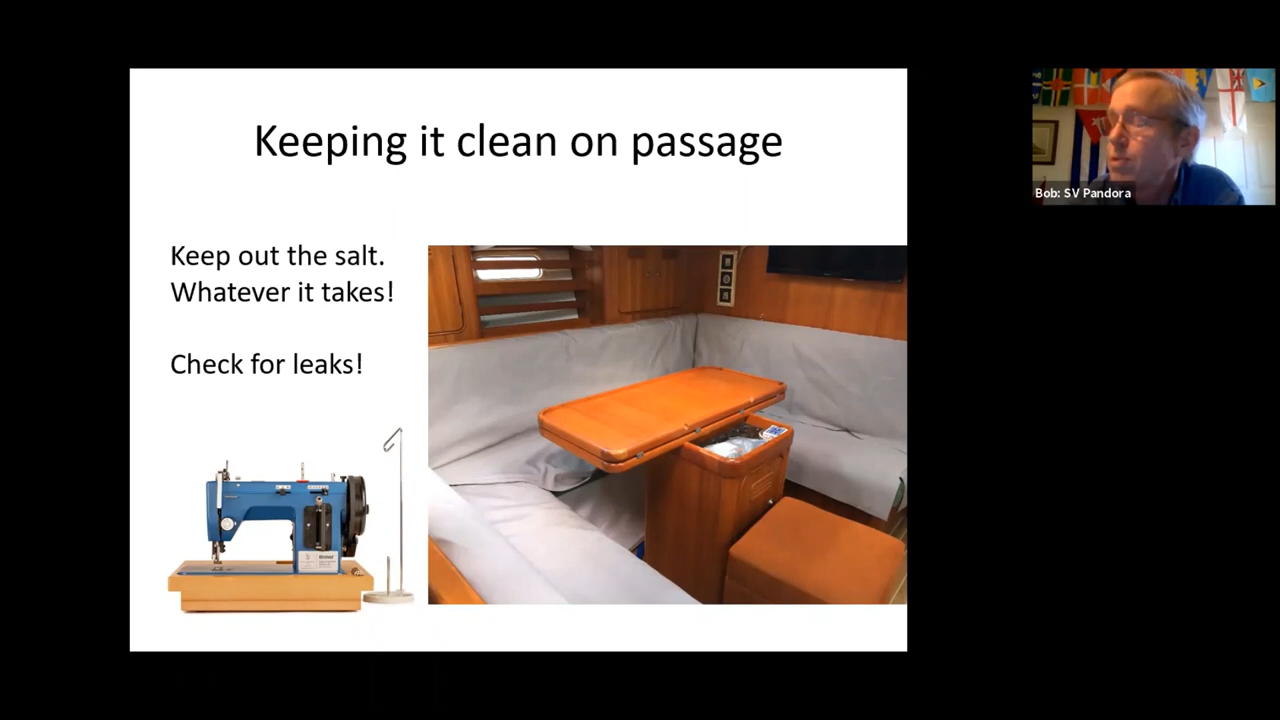 Keeping it clean on passage
Keep out the salt.
Whatever it takes!
Check for leaks!
Bob: SV Pandora